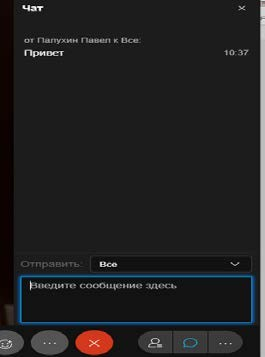 Чат
от Папухин Павел к Все:
Привет 10:37
Отправить: Все
Введите сообщение здесь